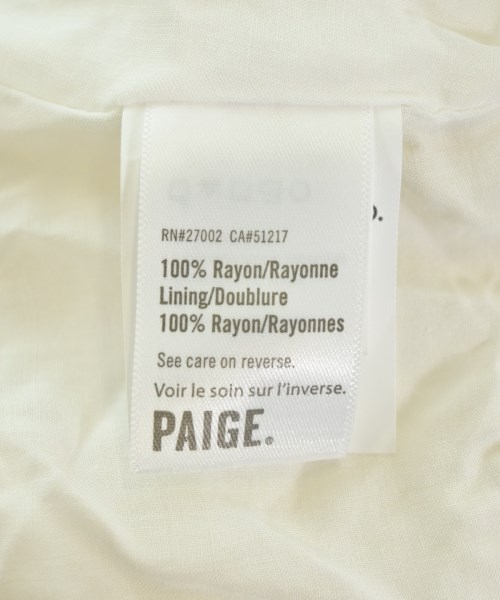 RN#27002 CA#51217
100% Rayon/Rayonne
Lining/Doublure
100% Rayon/Rayonnes
See care on reverse.
Voir le soin sur l'inverse.
PAIGE.